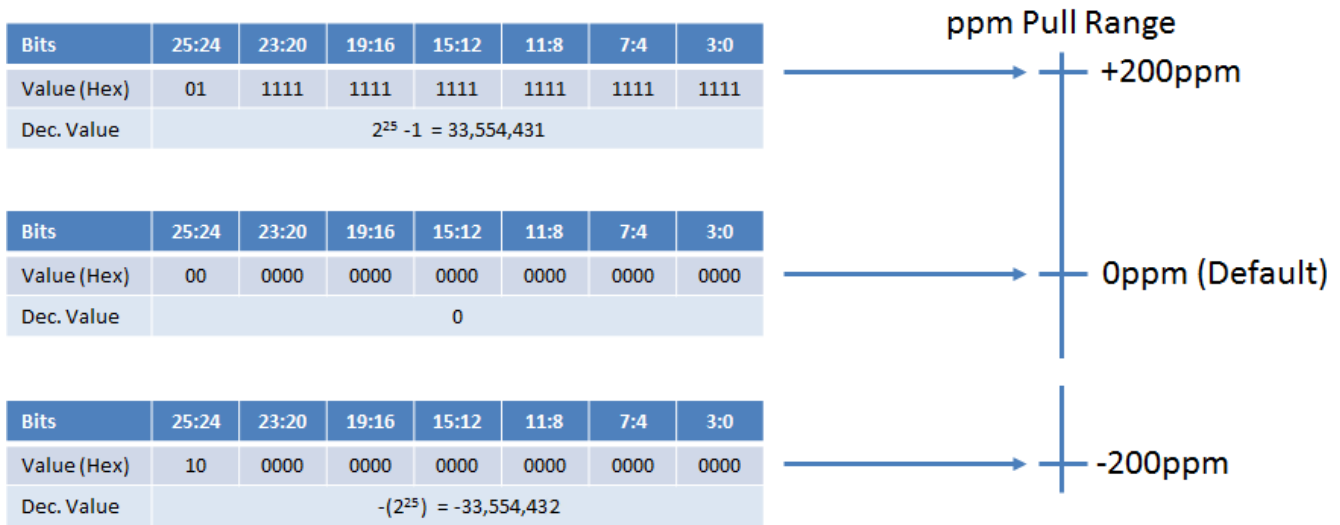 ppm Pull Range
Bits 25:24 23:20 19:16 15:12 11:8 7:4 3:0
Value (Hex) 01 1111 1111 1111 1111 1111 1111
Dec. Value 2²⁵ -1 = 33,554,431
+200ppm
Bits 25:24 23:20 19:16 15:12 11:8 7:4 3:0
Value (Hex) 00 0000 0000 0000 0000 0000 0000
Dec. Value 0
0ppm (Default)
Bits 25:24 23:20 19:16 15:12 11:8 7:4 3:0
Value (Hex) 10 0000 0000 0000 0000 0000 0000
Dec. Value -(2²⁵) = -33,554,432
-200ppm